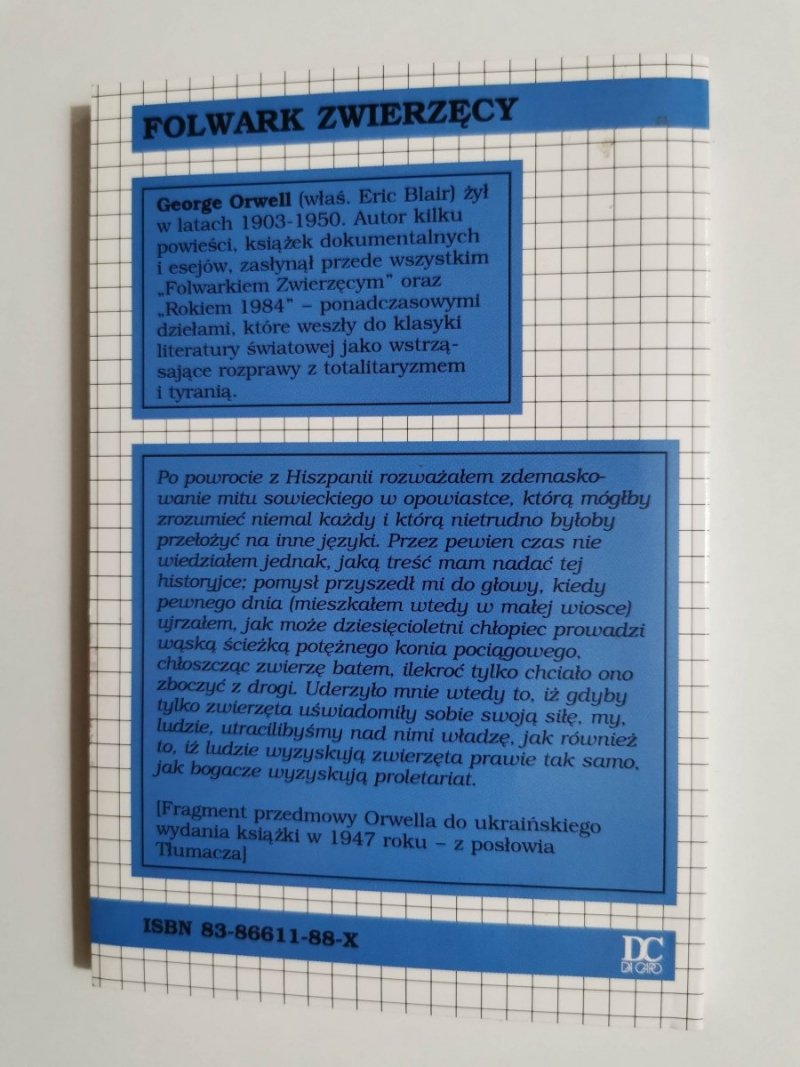 FOLWARK ZWIERZĘCY
George Orwell (właś. Eric Blair) żył
w latach 1903-1950. Autor kilku
powieści, książek dokumentalnych
i esejów, zasłynął przede wszystkim
„Folwarkiem Zwierzęcym” oraz
„Rokiem 1984” – ponadczasowymi
dziełami, które weszły do klasyki
literatury światowej jako wstrzą-
sające rozprawy z totalitaryzmem
i tyranią.
Po powrocie z Hiszpanii rozważałem zdemasko-
wanie mitu sowieckiego w opowiastce, którą mógłby
zrozumieć niemal każdy i którą nietrudno byłoby
przełożyć na inne języki. Przez pewien czas nie
wiedziałem jednak, jaką treść mam nadać tej
historyjce; pomysł przyszedł mi do głowy, kiedy
pewnego dnia (mieszkałem wtedy w małej wiosce)
ujrzałem, jak może dziesięcioletni chłopiec prowadzi
wąską ścieżką potężnego konia pociągowego,
chłoszcząc zwierzę batem, ilekroć tylko chciało ono
zboczyć z drogi. Uderzyło mnie wtedy to, iż gdyby
tylko zwierzęta uświadomiły sobie swoją siłę, my,
ludzie, utracilibyśmy nad nimi władzę, jak również
to, iż ludzie wyzyskują zwierzęta prawie tak samo,
jak bogacze wyzyskują proletariat.
[Fragment przedmowy Orwella do ukraińskiego
wydania książki w 1947 roku – z posłowia
Tłumacza]
ISBN 83-86611-88-X
DC
DA CAPO